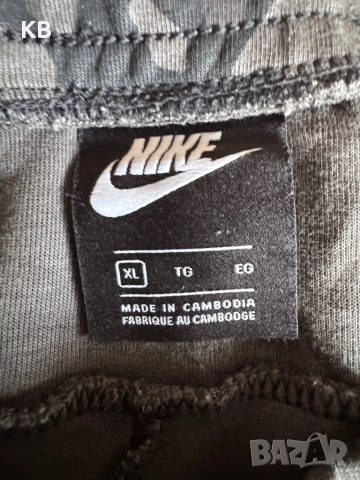 KB
NIKE
XL TG EG
MADE IN CAMBODIA
FABRIQUE AU CAMBODGE
BAZAR